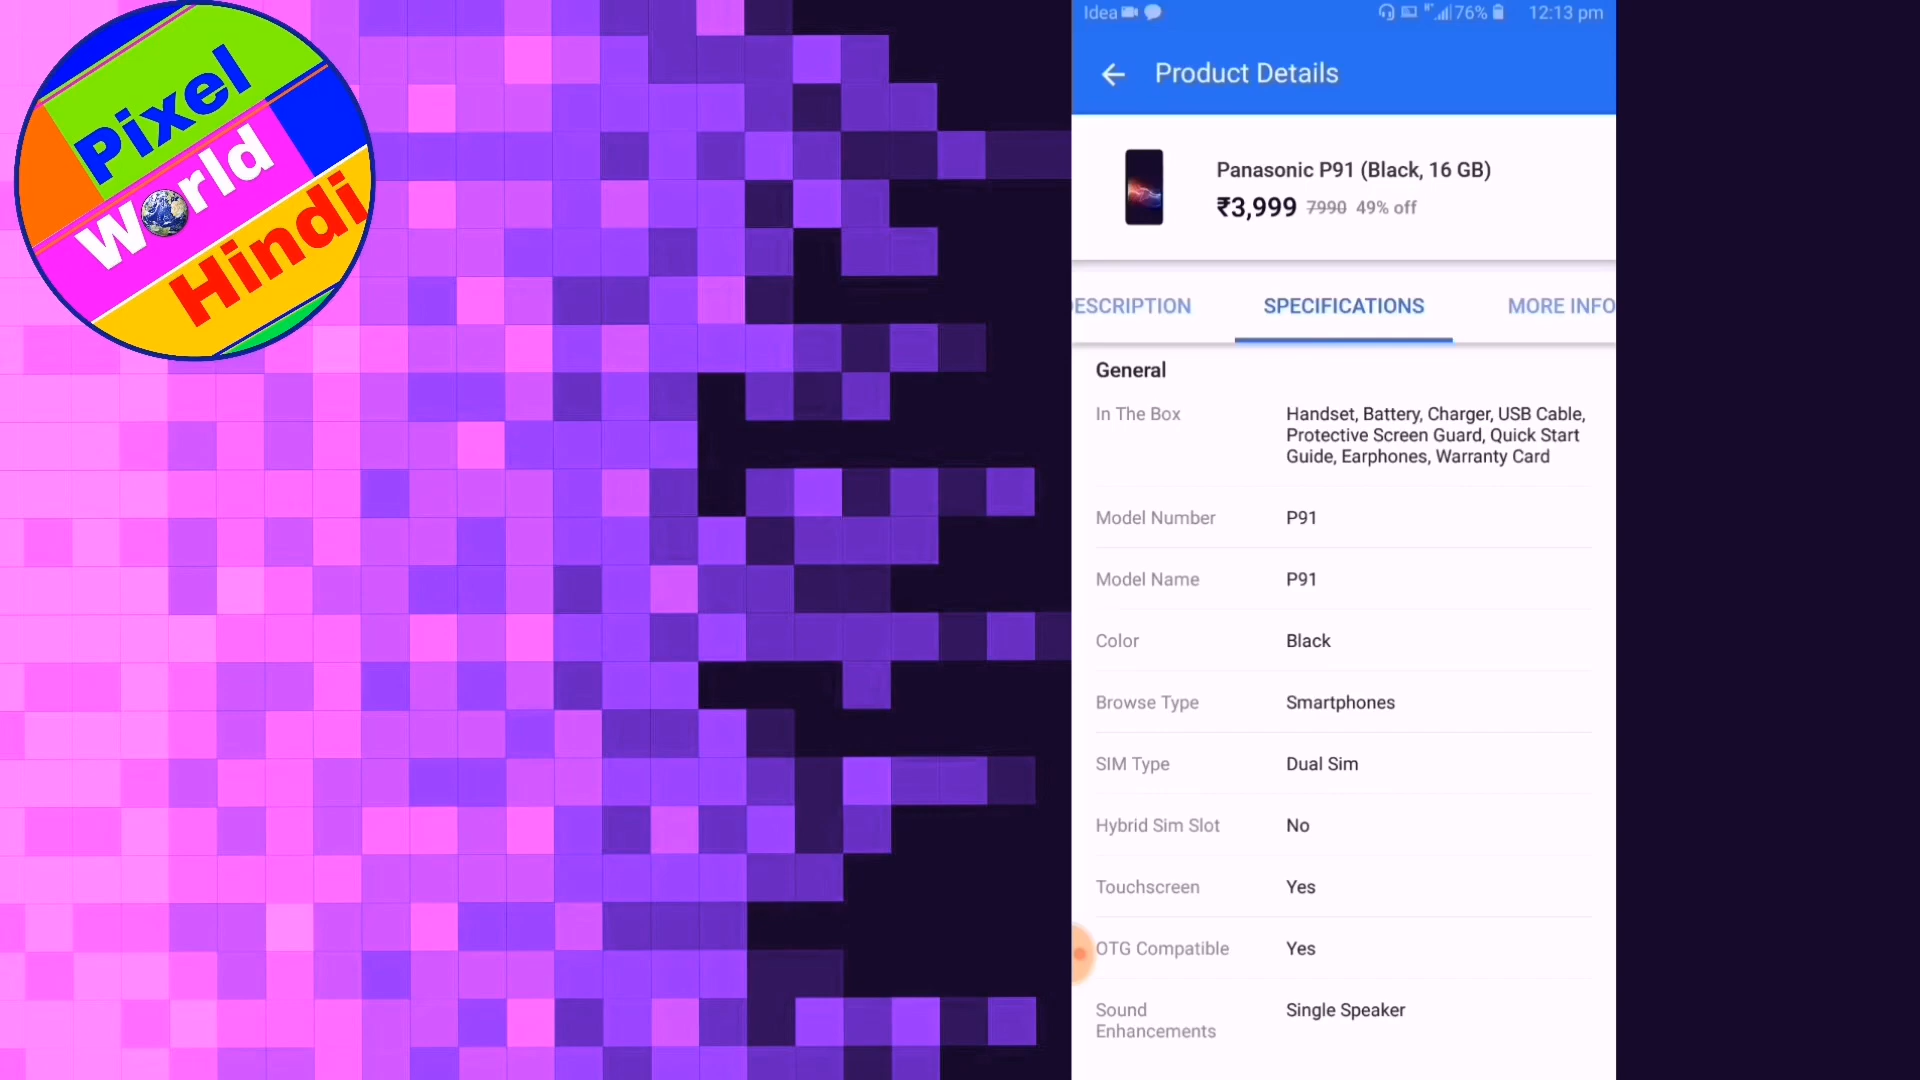 Pixel
World
Hindi
Idea 76% 12:13 pm
Product Details
Panasonic P91 (Black, 16 GB)
₹3,999 7990 49% off
ESCRIPTION SPECIFICATIONS MORE INFO
General
In The Box Handset, Battery, Charger, USB Cable,
Protective Screen Guard, Quick Start
Guide, Earphones, Warranty Card
Model Number P91
Model Name P91
Color Black
Browse Type Smartphones
SIM Type Dual Sim
Hybrid Sim Slot No
Touchscreen Yes
OTG Compatible Yes
Sound Single Speaker
Enhancements